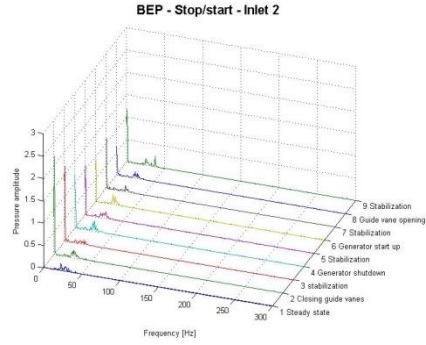 BEP - Stop/start - Inlet 2
3
2.5
2
1.5
1
0.5
0
Pressure amplitude
0
50
100
150
200
250
300
Frequency [Hz]
9 Stabilization
8 Guide vane opening
7 Stabilization
6 Generator start up
5 Stabilization
4 Generator shutdown
3 stabilization
2 Closing guide vanes
1 Steady state